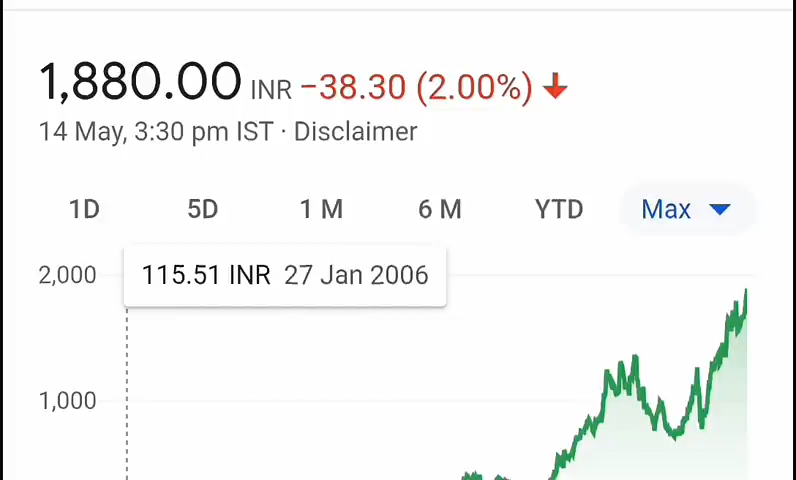 1,880.00 INR −38.30 (2.00%) ↓
14 May, 3:30 pm IST · Disclaimer
1D 5D 1 M 6 M YTD Max
115.51 INR 27 Jan 2006
2,000
1,000